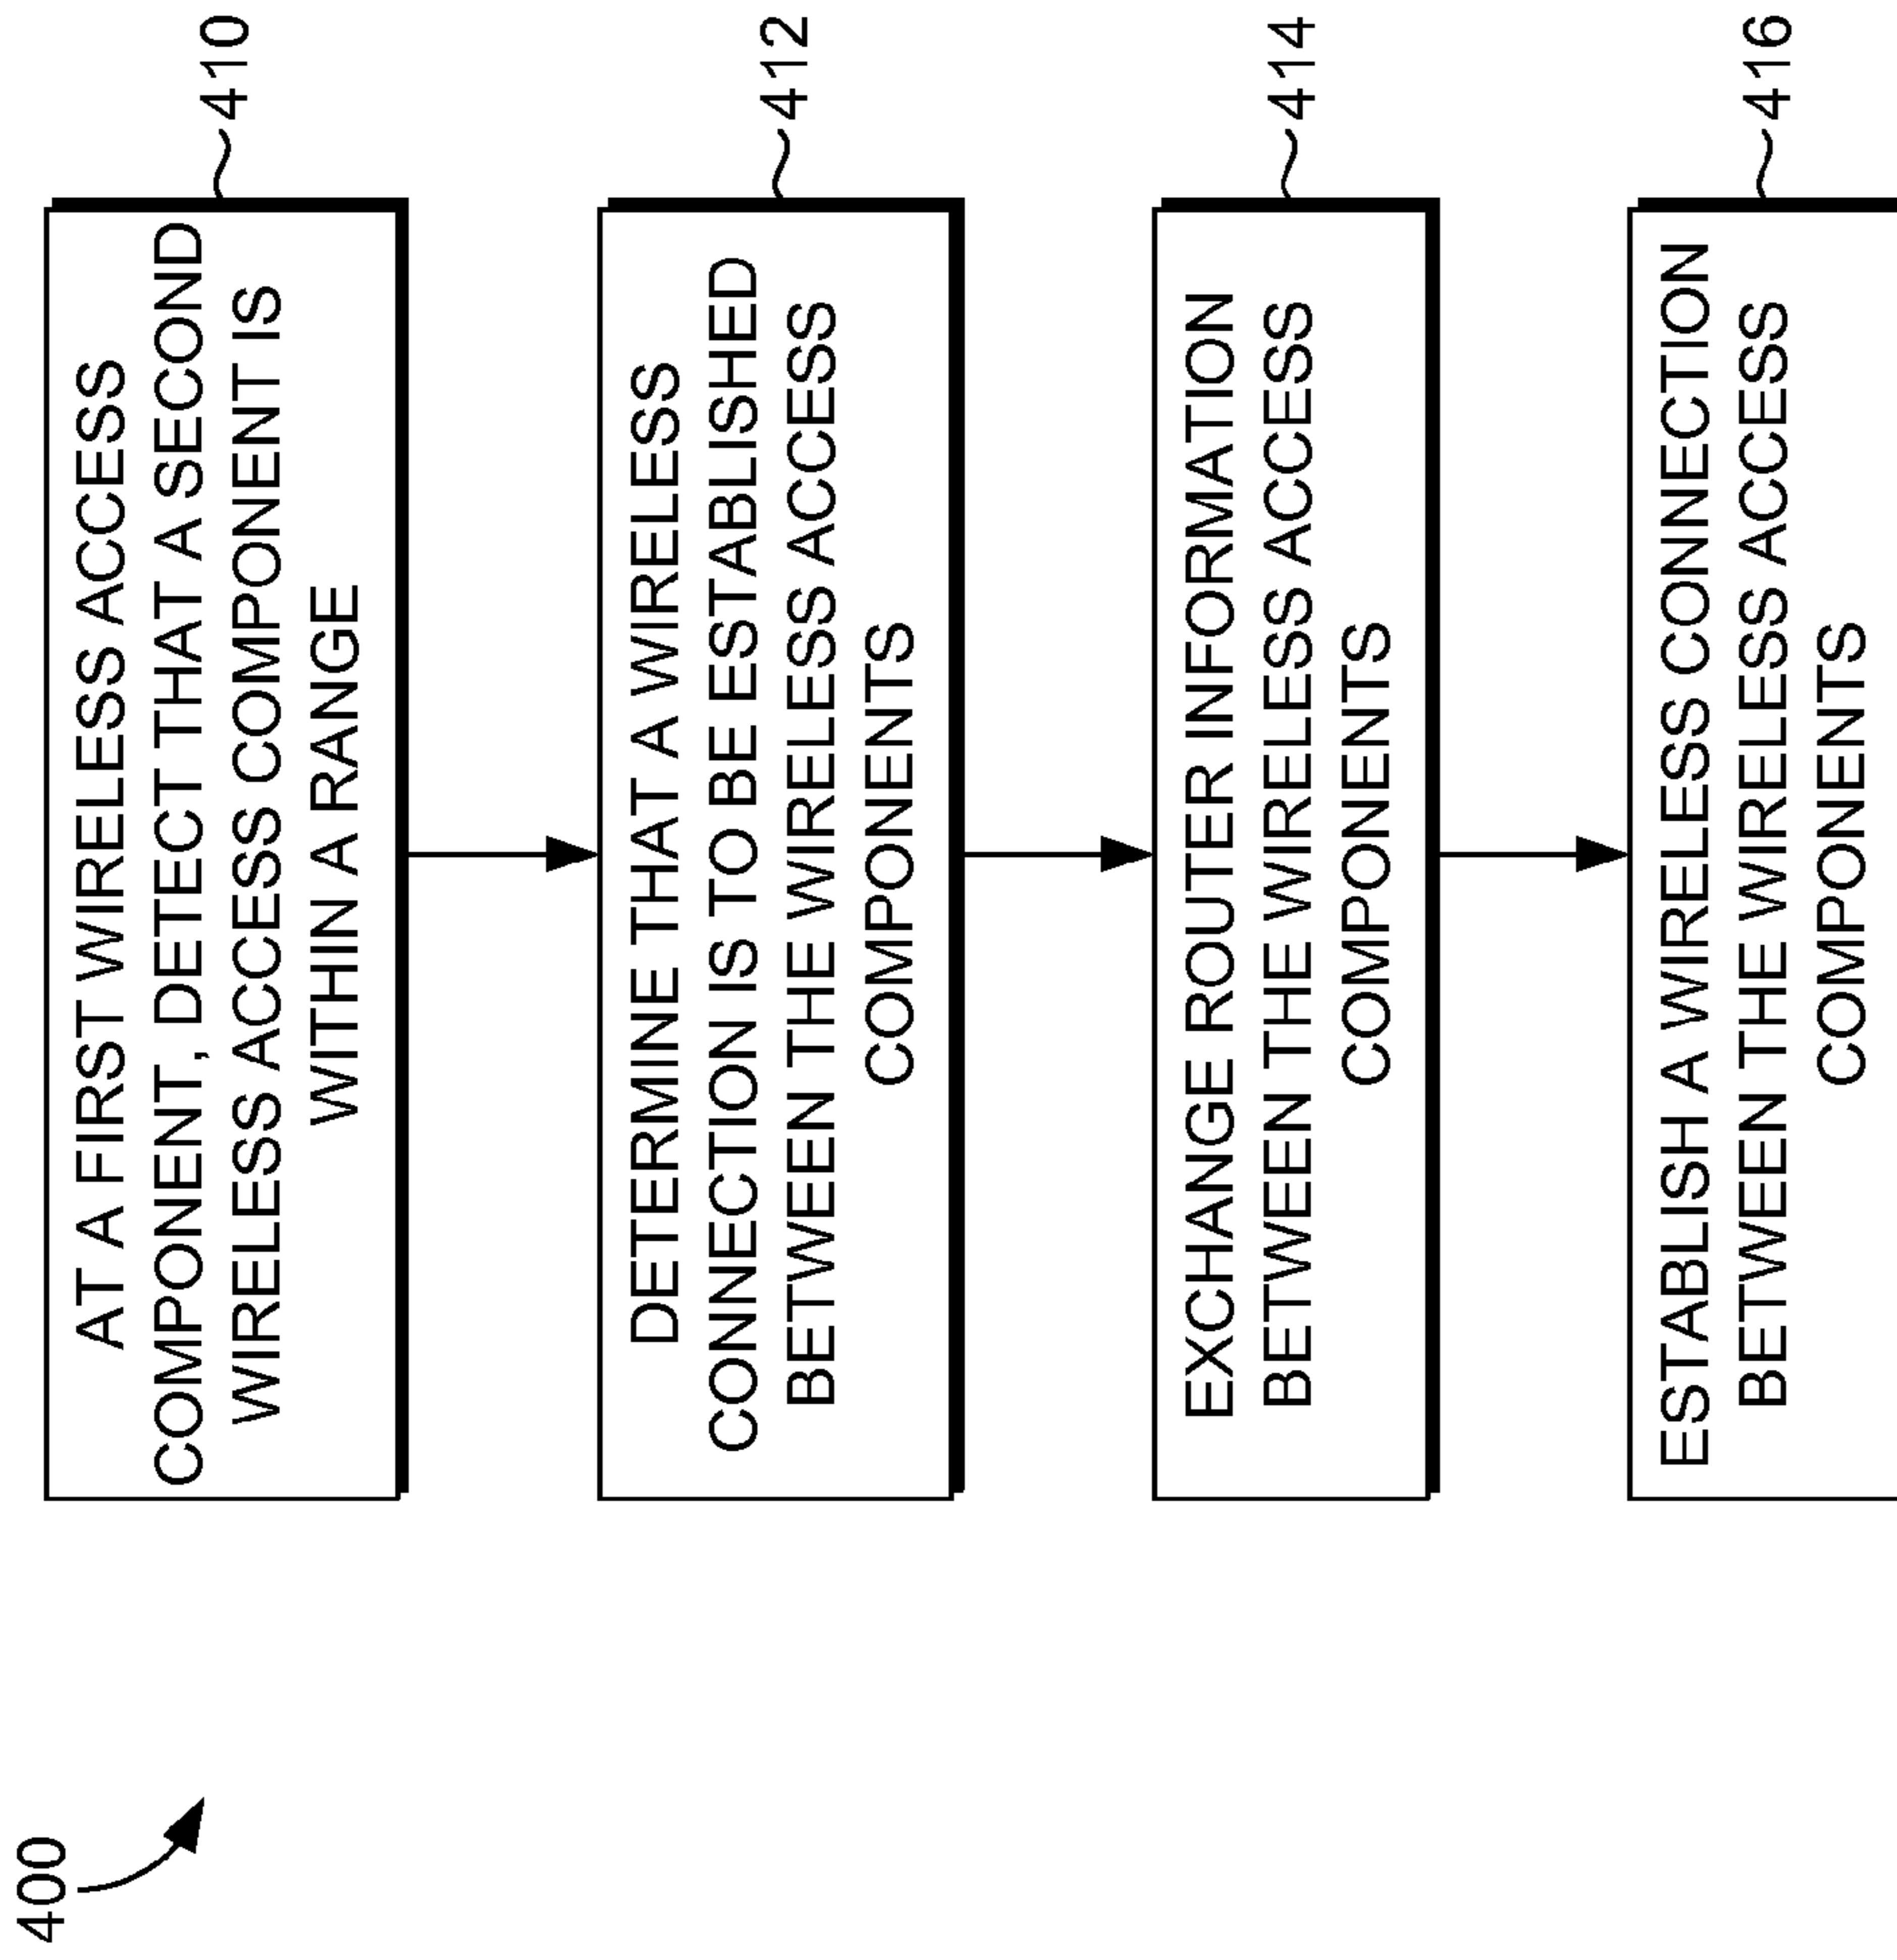 400
AT A FIRST WIRELESS ACCESS
COMPONENT, DETECT THAT A SECOND
WIRELESS ACCESS COMPONENT IS
WITHIN A RANGE
410
DETERMINE THAT A WIRELESS
CONNECTION IS TO BE ESTABLISHED
BETWEEN THE WIRELESS ACCESS
COMPONENTS
412
EXCHANGE ROUTER INFORMATION
BETWEEN THE WIRELESS ACCESS
COMPONENTS
414
ESTABLISH A WIRELESS CONNECTION
BETWEEN THE WIRELESS ACCESS
COMPONENTS
416